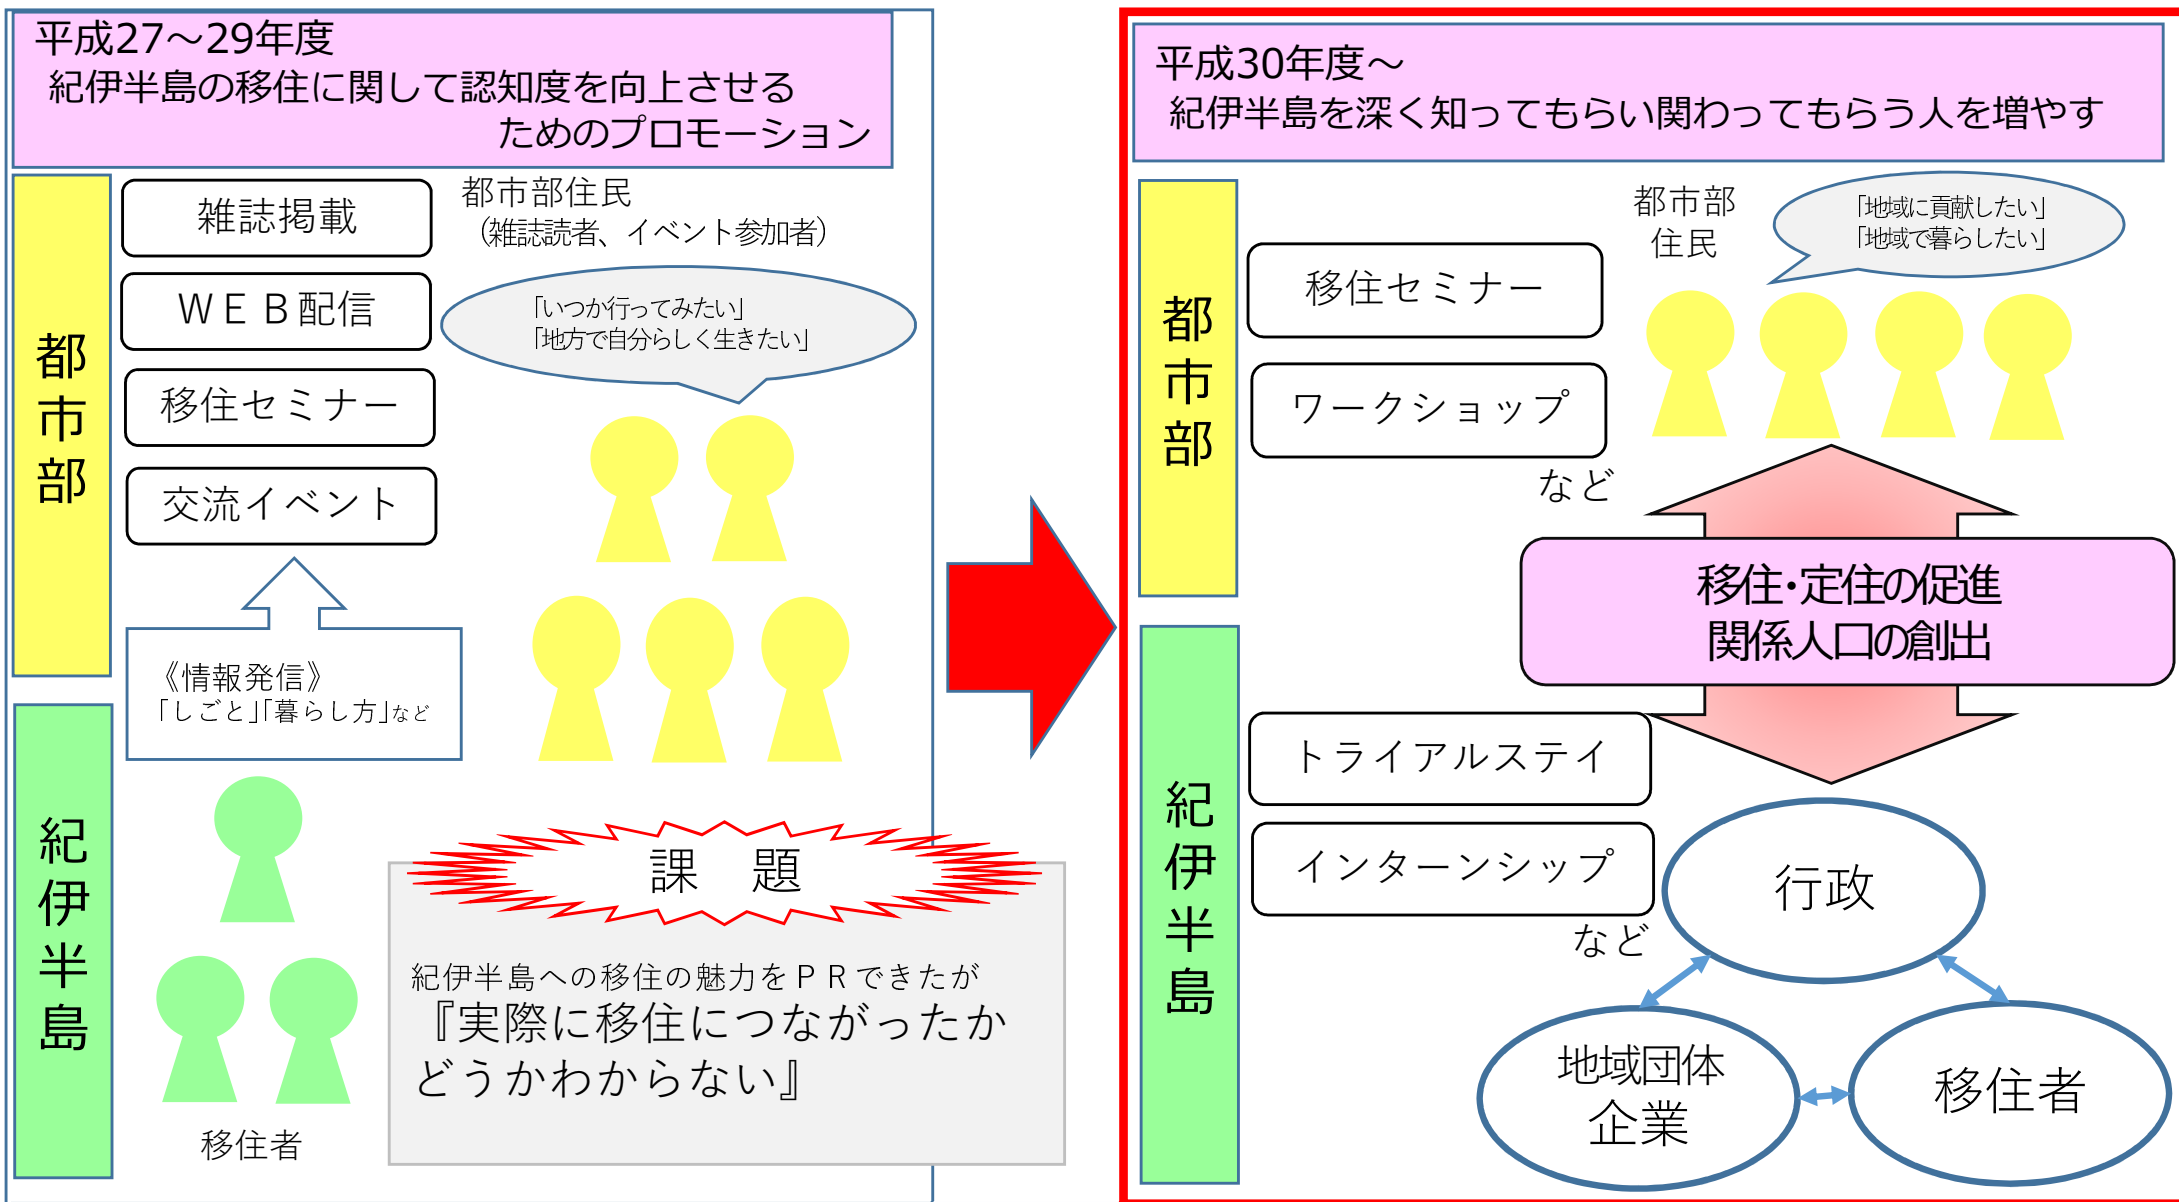 平成27～29年度
紀伊半島の移住に関して認知度を向上させる
ためのプロモーション
都市部
雑誌掲載
ＷＥＢ配信
移住セミナー
交流イベント
都市部住民
（雑誌読者、イベント参加者）
「いつか行ってみたい」
「地方で自分らしく生きたい」
《情報発信》
「しごと」「暮らし方」など
紀伊半島
移住者
課　題
紀伊半島への移住の魅力をＰＲできたが
『実際に移住につながったか
どうかわからない』
平成30年度～
紀伊半島を深く知ってもらい関わってもらう人を増やす
都市部
移住セミナー
ワークショップ
など
都市部
住民
「地域に貢献したい」
「地域で暮らしたい」
移住・定住の促進
関係人口の創出
紀伊半島
トライアルステイ
インターンシップ
など
行政
地域団体
企業
移住者